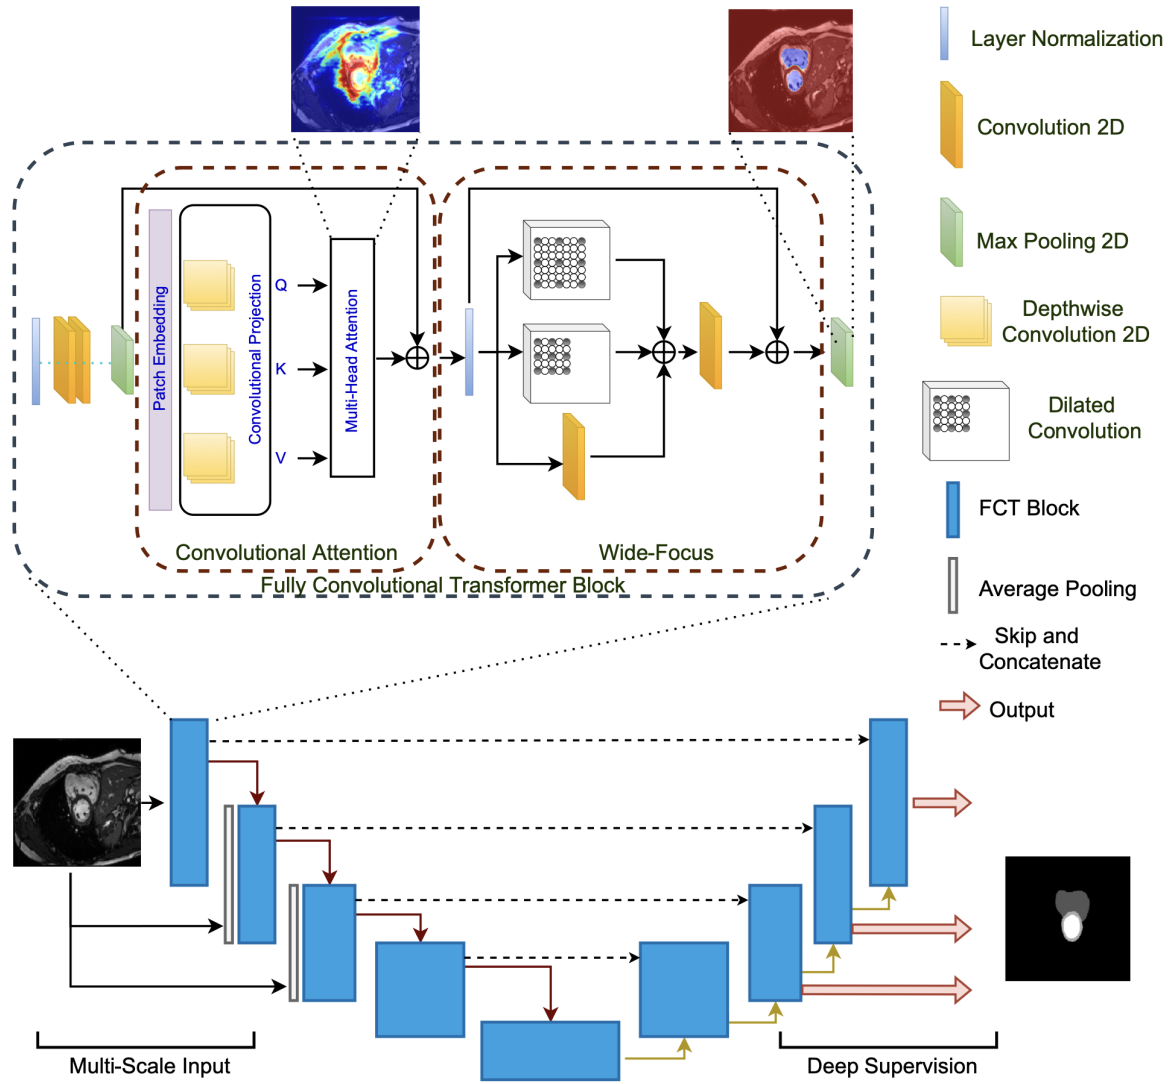 Layer Normalization
Convolution 2D
Max Pooling 2D
Depthwise
Convolution 2D
Dilated
Convolution
FCT Block
Average Pooling
Skip and
Concatenate
Output
Patch Embedding
Convolutional Projection
Q
K
V
Multi-Head Attention
Convolutional Attention
Wide-Focus
Fully Convolutional Transformer Block
Multi-Scale Input
Deep Supervision